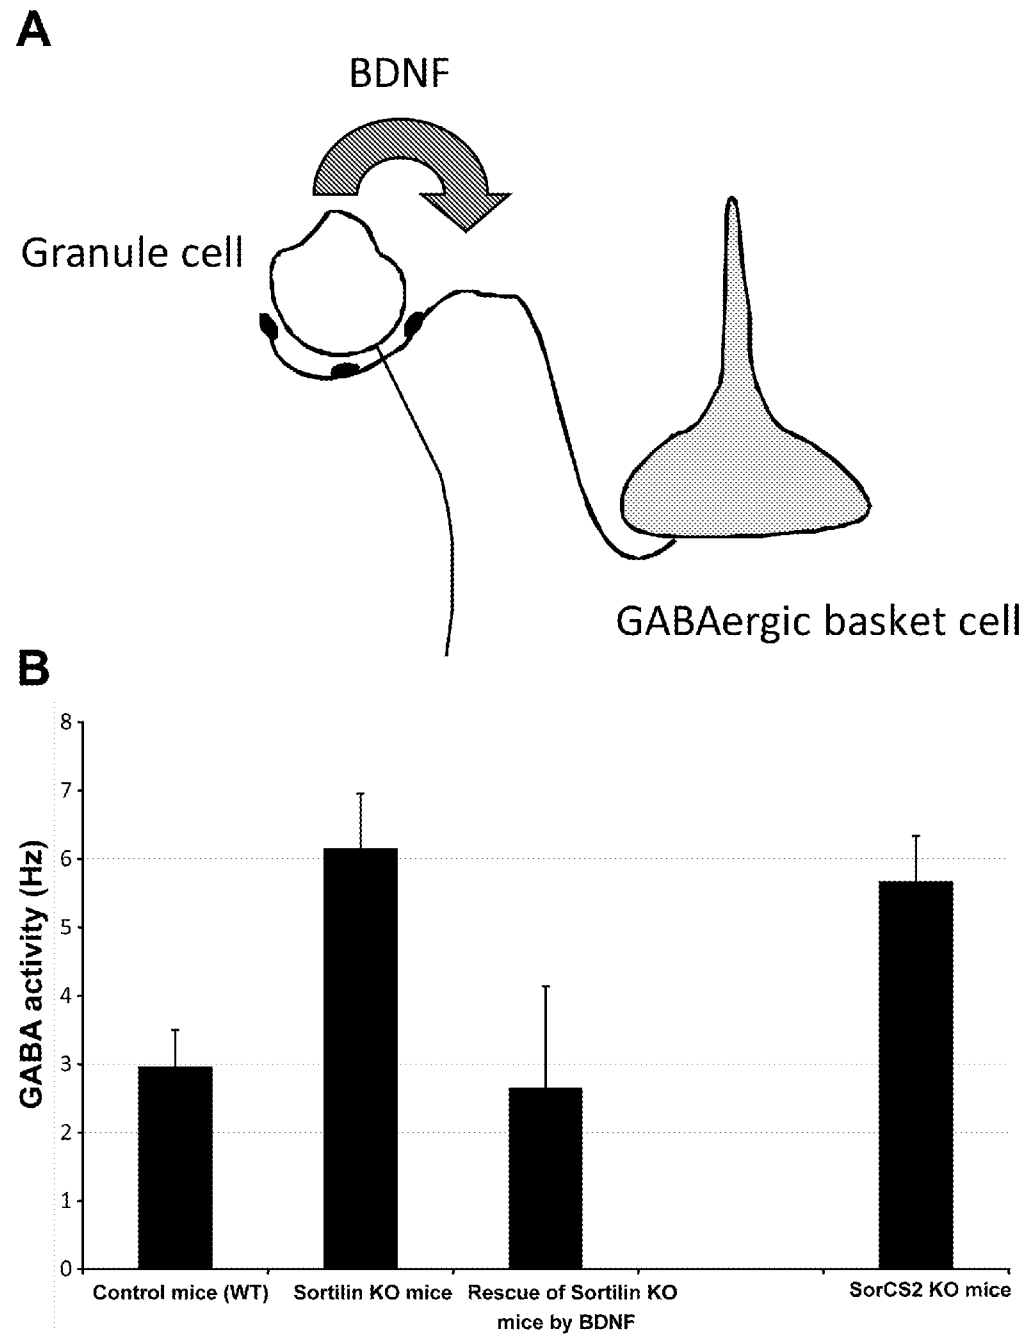 A
BDNF
Granule cell
GABAergic basket cell
B
GABA activity (Hz)
8
7
6
5
4
3
2
1
0
Control mice (WT)
Sortilin KO mice
Rescue of Sortilin KO
mice by BDNF
SorCS2 KO mice